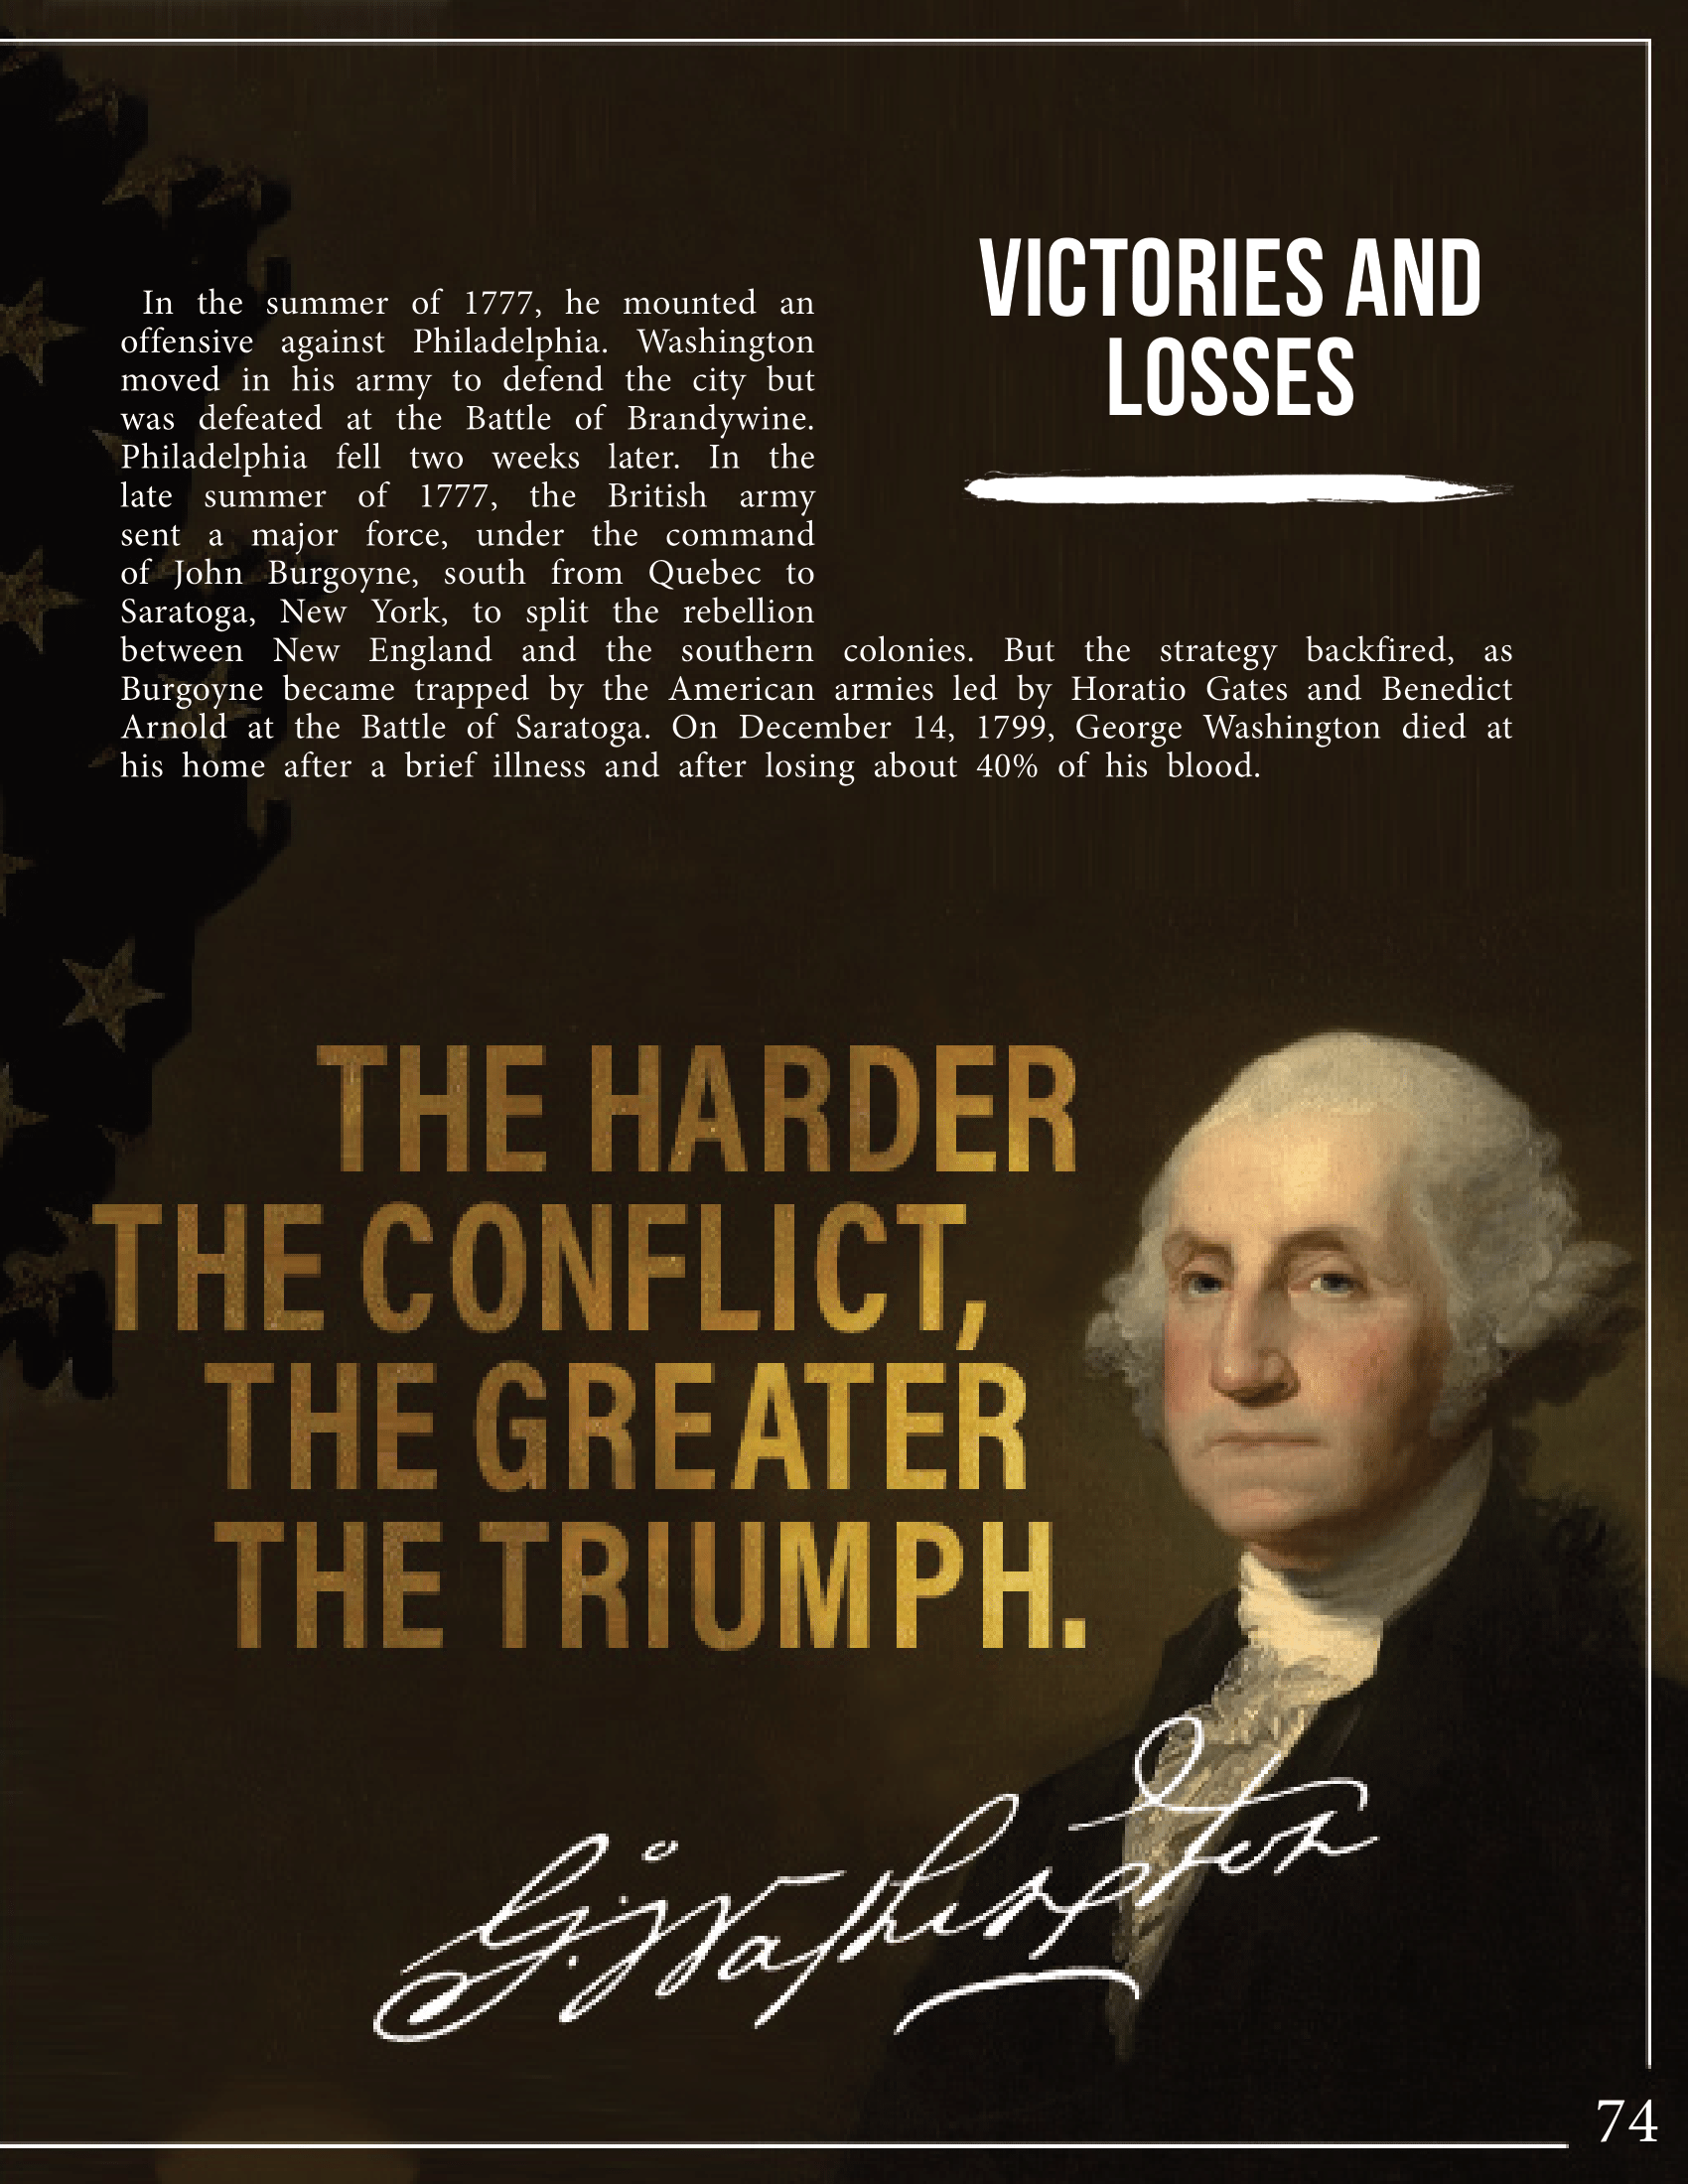 VICTORIES AND
LOSSES
In the summer of 1777, he mounted an
offensive against Philadelphia. Washington
moved in his army to defend the city but
was defeated at the Battle of Brandywine.
Philadelphia fell two weeks later. In the
late summer of 1777, the British army
sent a major force, under the command
of John Burgoyne, south from Quebec to
Saratoga, New York, to split the rebellion
between New England and the southern colonies. But the strategy backfired, as
Burgoyne became trapped by the American armies led by Horatio Gates and Benedict
Arnold at the Battle of Saratoga. On December 14, 1799, George Washington died at
his home after a brief illness and after losing about 40% of his blood.
THE HARDER
THE CONFLICT,
THE GREATER
THE TRIUMPH.
G. Washington
74